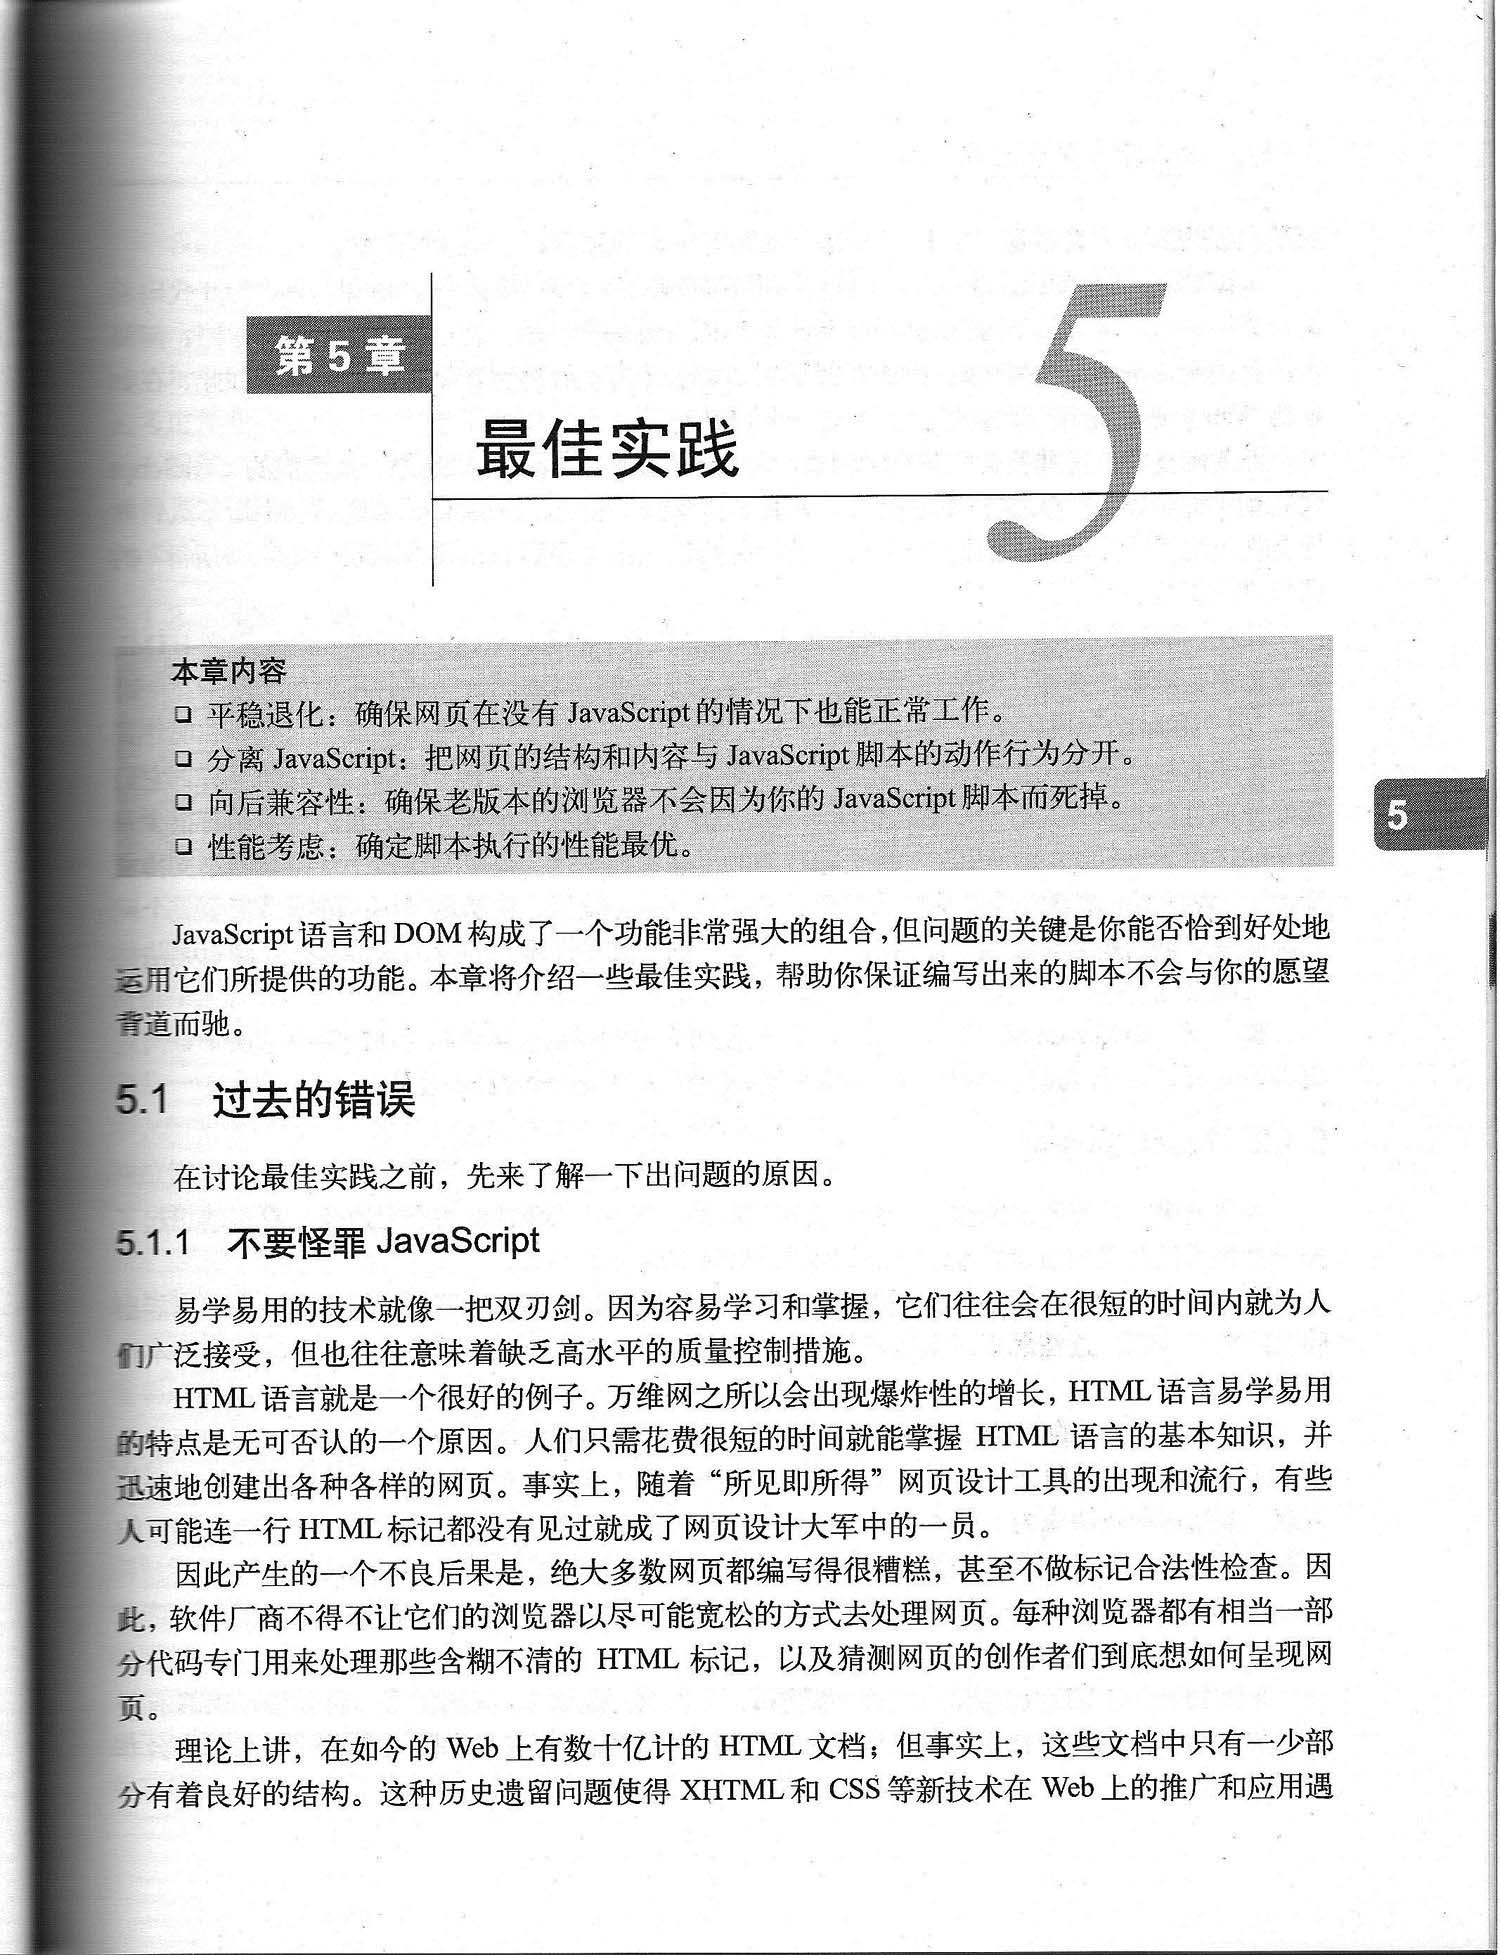 第 5 章
5
最佳实践
本章内容
❑ 平稳退化：确保网页在没有 JavaScript 的情况下也能正常工作。
❑ 分离 JavaScript：把网页的结构和内容与 JavaScript 脚本的动作行为分开。
❑ 向后兼容性：确保老版本的浏览器不会因为你的 JavaScript 脚本而死掉。
❑ 性能考虑：确定脚本执行的性能最优。
5
JavaScript 语言和 DOM 构成了一个功能非常强大的组合，但问题的关键是你能否恰到好处地
运用它们所提供的功能。本章将介绍一些最佳实践，帮助你保证编写出来的脚本不会与你的愿望
背道而驰。
5.1 过去的错误
在讨论最佳实践之前，先来了解一下出问题的原因。
5.1.1 不要怪罪 JavaScript
易学易用的技术就像一把双刃剑。因为容易学习和掌握，它们往往会在很短的时间内就为人
们广泛接受，但也往往意味着缺乏高水平的质量控制措施。
HTML 语言就是一个很好的例子。万维网之所以会出现爆炸性的增长，HTML 语言易学易用
的特点是无可否认的一个原因。人们只需花费很短的时间就能掌握 HTML 语言的基本知识，并
迅速地创建出各种各样的网页。事实上，随着“所见即所得”网页设计工具的出现和流行，有些
人可能连一行 HTML 标记都没有见过就成了网页设计大军中的一员。
因此产生的一个不良后果是，绝大多数网页都编写得很糟糕，甚至不做标记合法性检查。因
此，软件厂商不得不让它们的浏览器以尽可能宽松的方式去处理网页。每种浏览器都有相当一部
分代码专门用来处理那些含糊不清的 HTML 标记，以及猜测网页的创作者们到底想如何呈现网
页。
理论上讲，在如今的 Web 上有数十亿计的 HTML 文档；但事实上，这些文档中只有一少部
分有着良好的结构。这种历史遗留问题使得 XHTML 和 CSS 等新技术在 Web 上的推广和应用遇